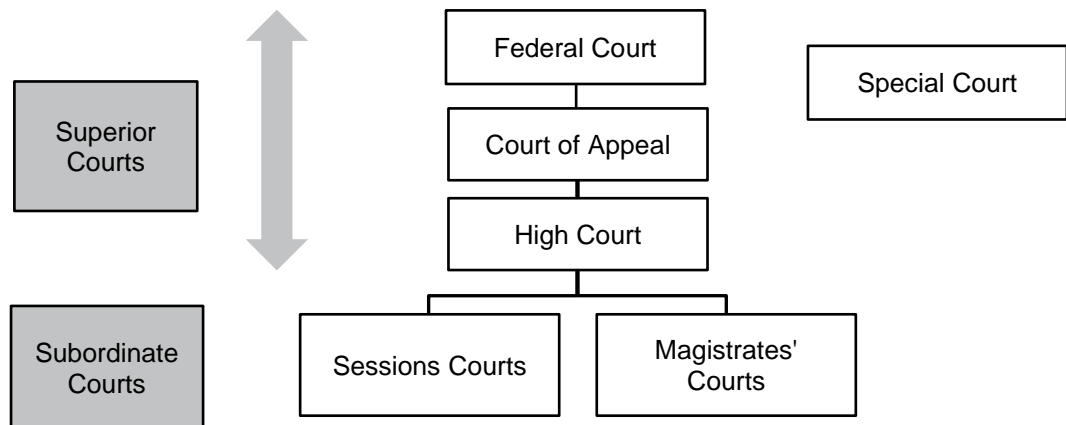 Federal Court
Special Court
Superior
Courts
Court of Appeal
High Court
Subordinate
Courts
Sessions Courts
Magistrates'
Courts